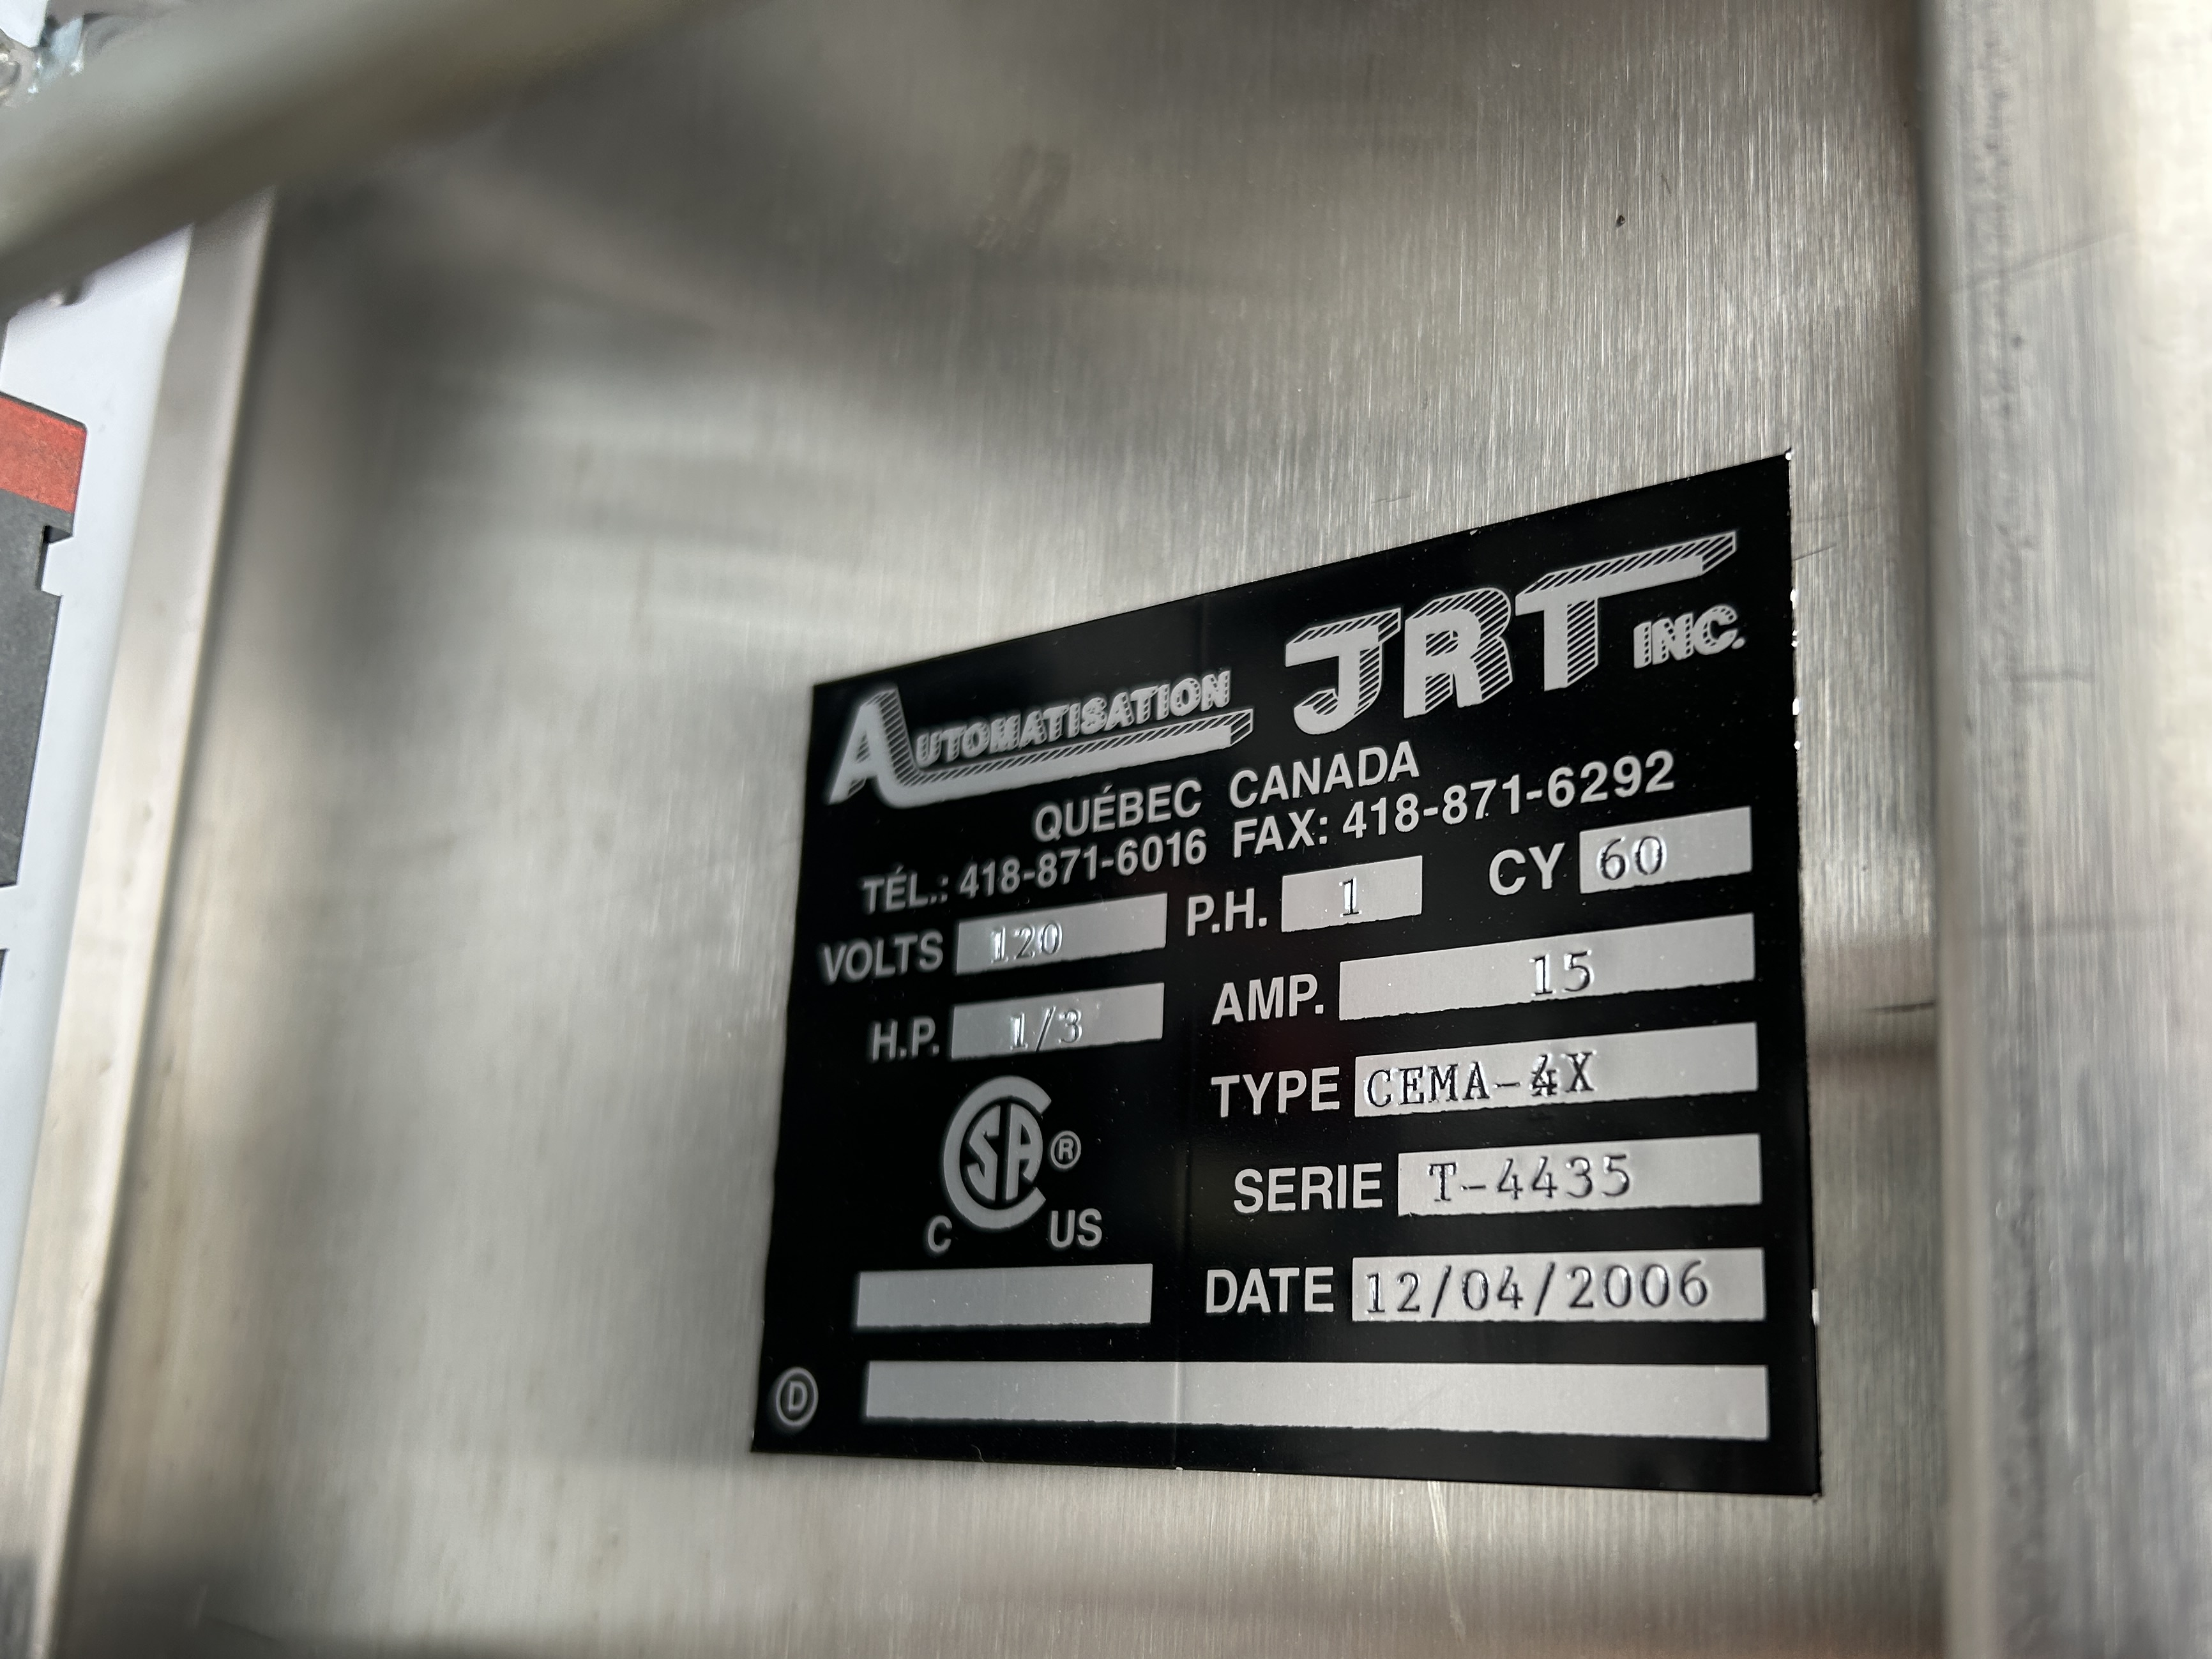 AUTOMATISATION JRT INC.
QUÉBEC CANADA
TÉL.: 418-871-6016 FAX: 418-871-6292
VOLTS 120 P.H. 1 CY 60
H.P. 1/3 AMP. 15
TYPE CEMA-4X
CSA ®
C US
SERIE T-4435
DATE 12/04/2006
D